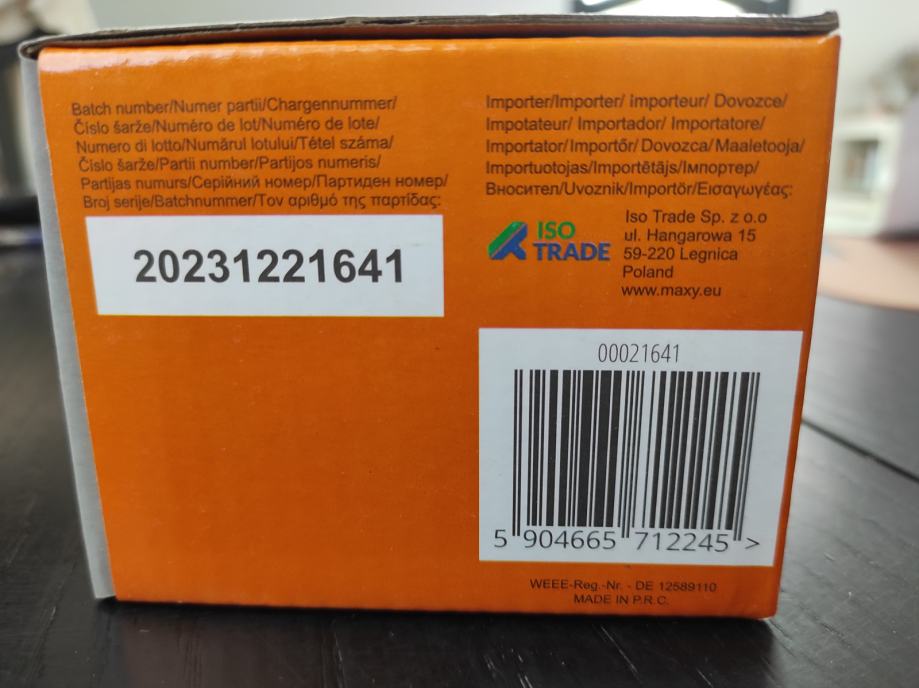 Batch number/Numer partii/Chargennummer/
Číslo šarže/Numéro de lot/Numéro de lote/
Numero di lotto/Numărul lotului/Tétel száma/
Číslo šarže/Partii number/Partijos numeris/
Partijas numurs/Серійний номер/Партиден номер/
Broj serije/Batchnummer/Τον αριθμό της παρτίδας:
20231221641
Importer/Importer/ importeur/ Dovozce/
Impotateur/ Importador/ Importatore/
Importator/ Importőr/ Dovozca/ Maaletooja/
Importuotojas/Importētājs/Імпортер/
Вносител/Uvoznik/Importör/Εισαγωγέας:
ISO
TRADE
Iso Trade Sp. z o.o
ul. Hangarowa 15
59-220 Legnica
Poland
www.maxy.eu
00021641
5 904665 712245 >
WEEE-Reg.-Nr. - DE 12589110
MADE IN P.R.C.